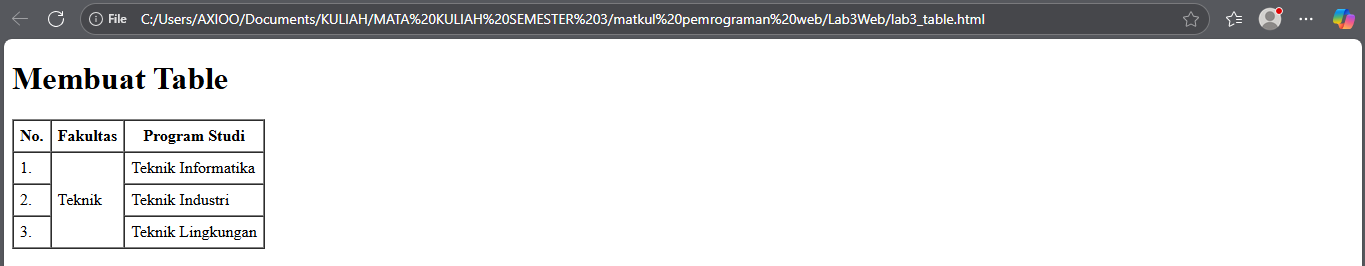 File C:/Users/AXIOO/Documents/KULIAH/MATA%20KULIAH%20SEMESTER%203/matkul%20pemrograman%20web/Lab3Web/lab3_table.html
Membuat Table
No. Fakultas Program Studi
1. Teknik Informatika
2. Teknik Teknik Industri
3. Teknik Lingkungan